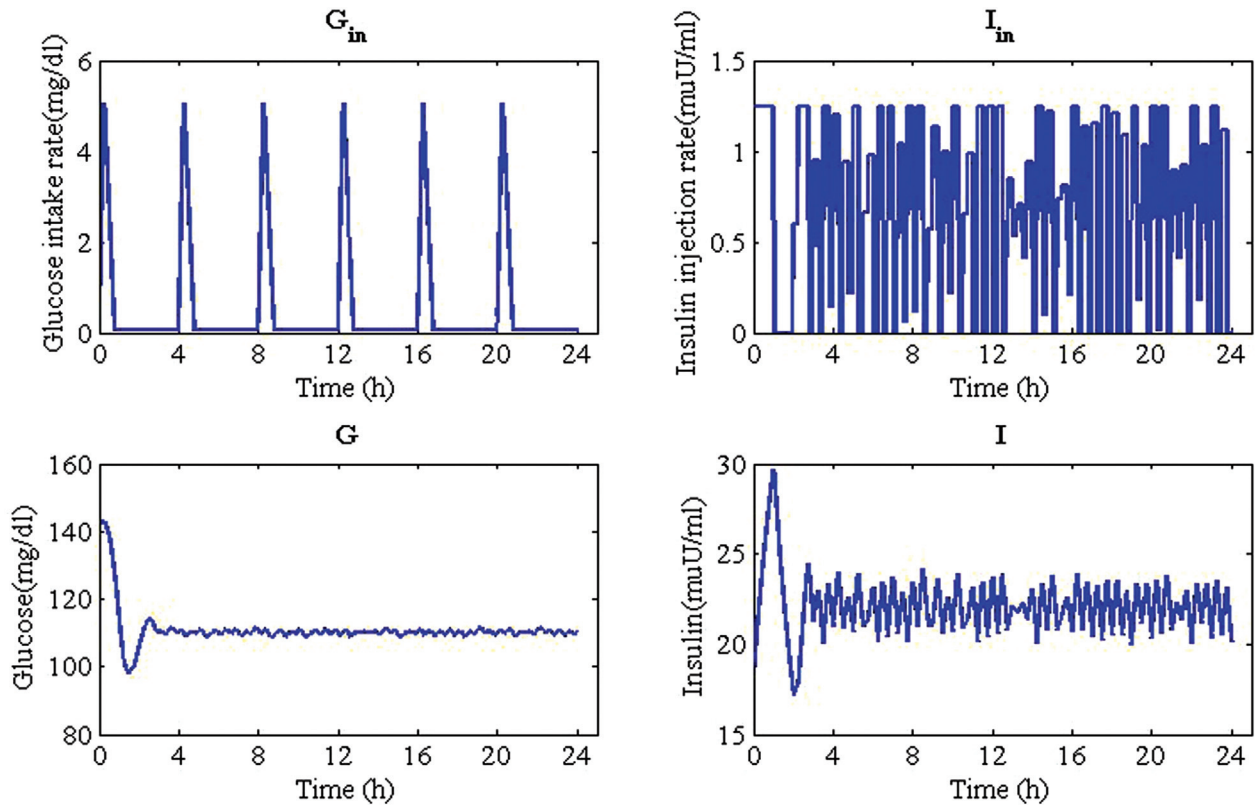 G_in
Glucose intake rate(mg/dl)
6
4
2
0
0 4 8 12 16 20 24
Time (h)
I_in
Insulin injection rate(muU/ml)
1.5
1
0.5
0
0 4 8 12 16 20 24
Time (h)
G
Glucose(mg/dl)
160
140
120
100
80
0 4 8 12 16 20 24
Time (h)
I
Insulin(muU/ml)
30
25
20
15
0 4 8 12 16 20 24
Time (h)